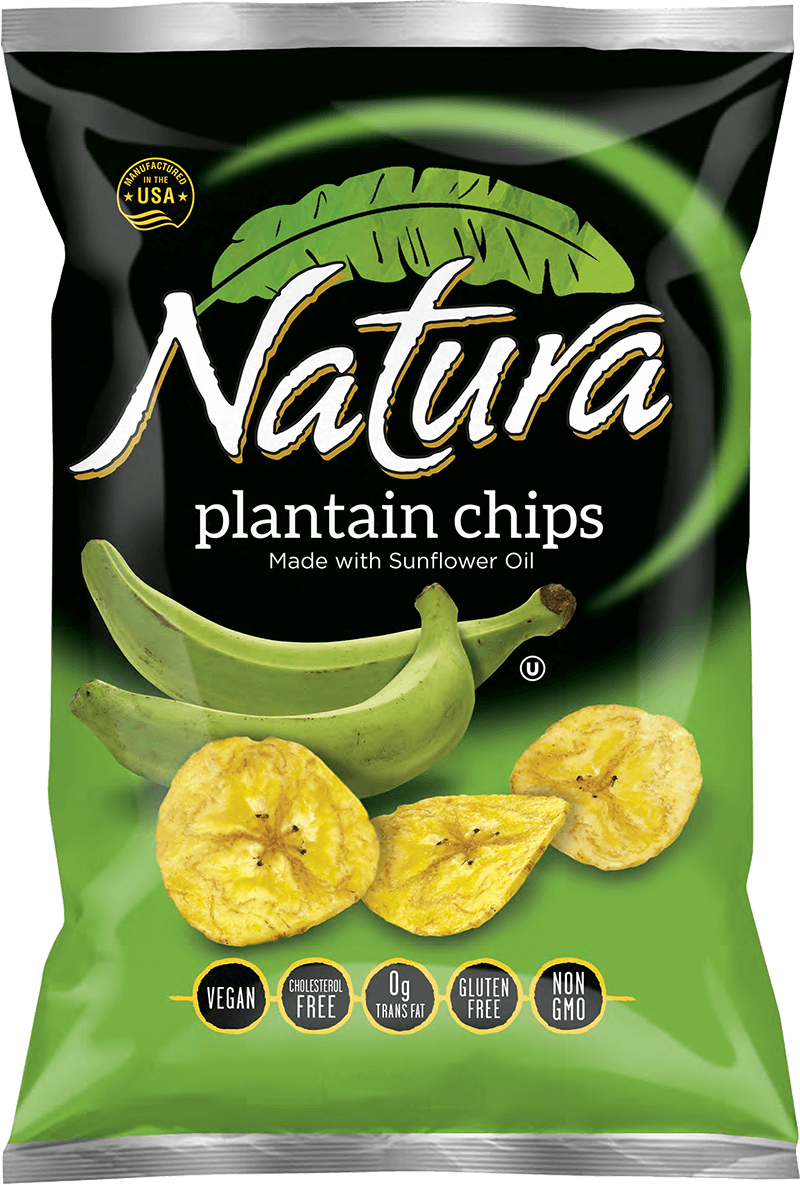 MANUFACTURED
IN THE
USA
Natura
plantain chips
Made with Sunflower Oil
U
VEGAN
CHOLESTEROL
FREE
0g
TRANS FAT
GLUTEN
FREE
NON
GMO